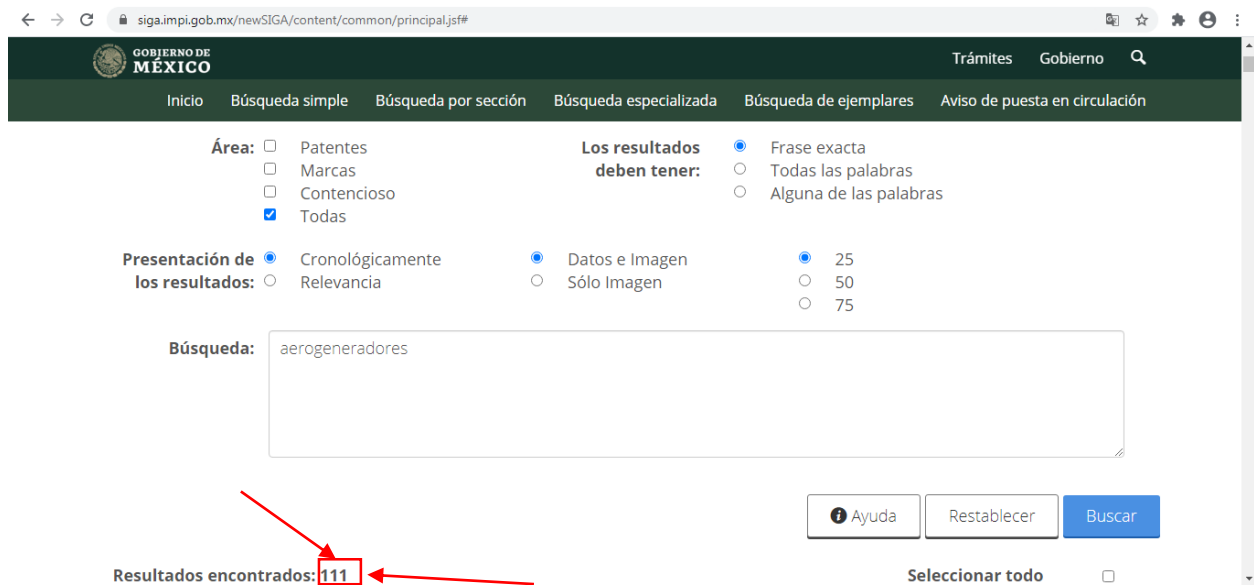 siga.impi.gob.mx/newSIGA/content/common/principal.jsf#
GOBIERNO DE
MÉXICO
Trámites Gobierno
Inicio Búsqueda simple Búsqueda por sección Búsqueda especializada Búsqueda de ejemplares Aviso de puesta en circulación
Área: Patentes Los resultados Frase exacta
Marcas deben tener: Todas las palabras
Contencioso Alguna de las palabras
Todas
Presentación de Cronológicamente Datos e Imagen 25
los resultados: Relevancia Sólo Imagen 50
75
Búsqueda: aerogeneradores
Ayuda Restablecer Buscar
Resultados encontrados: 111 Seleccionar todo